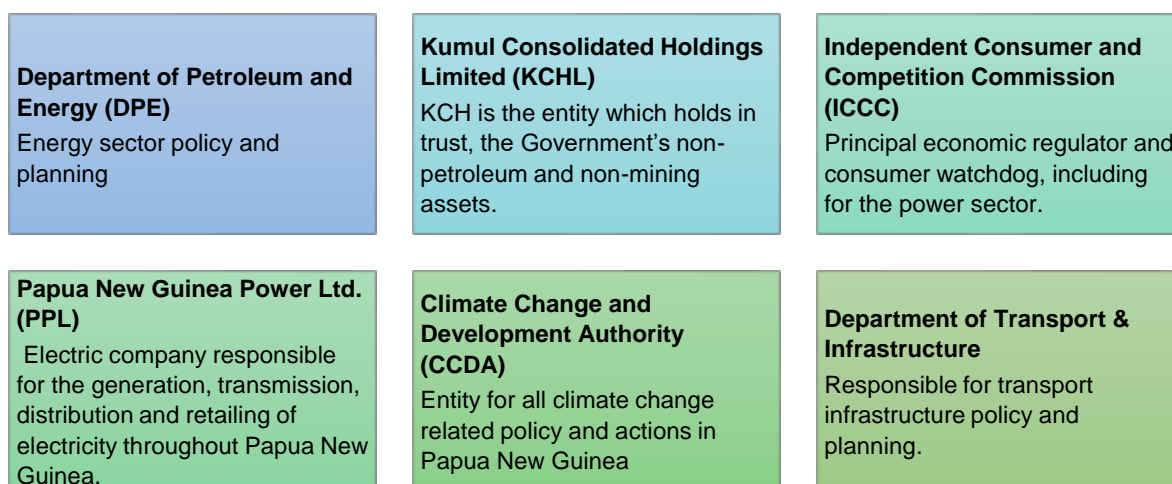 Department of Petroleum and
Energy (DPE)
Energy sector policy and
planning
Kumul Consolidated Holdings
Limited (KCHL)
KCH is the entity which holds in
trust, the Government's non-
petroleum and non-mining
assets.
Independent Consumer and
Competition Commission
(ICCC)
Principal economic regulator and
consumer watchdog, including
for the power sector.
Papua New Guinea Power Ltd.
(PPL)
Electric company responsible
for the generation, transmission,
distribution and retailing of
electricity throughout Papua New
Guinea.
Climate Change and
Development Authority
(CCDA)
Entity for all climate change
related policy and actions in
Papua New Guinea
Department of Transport &
Infrastructure
Responsible for transport
infrastructure policy and
planning.